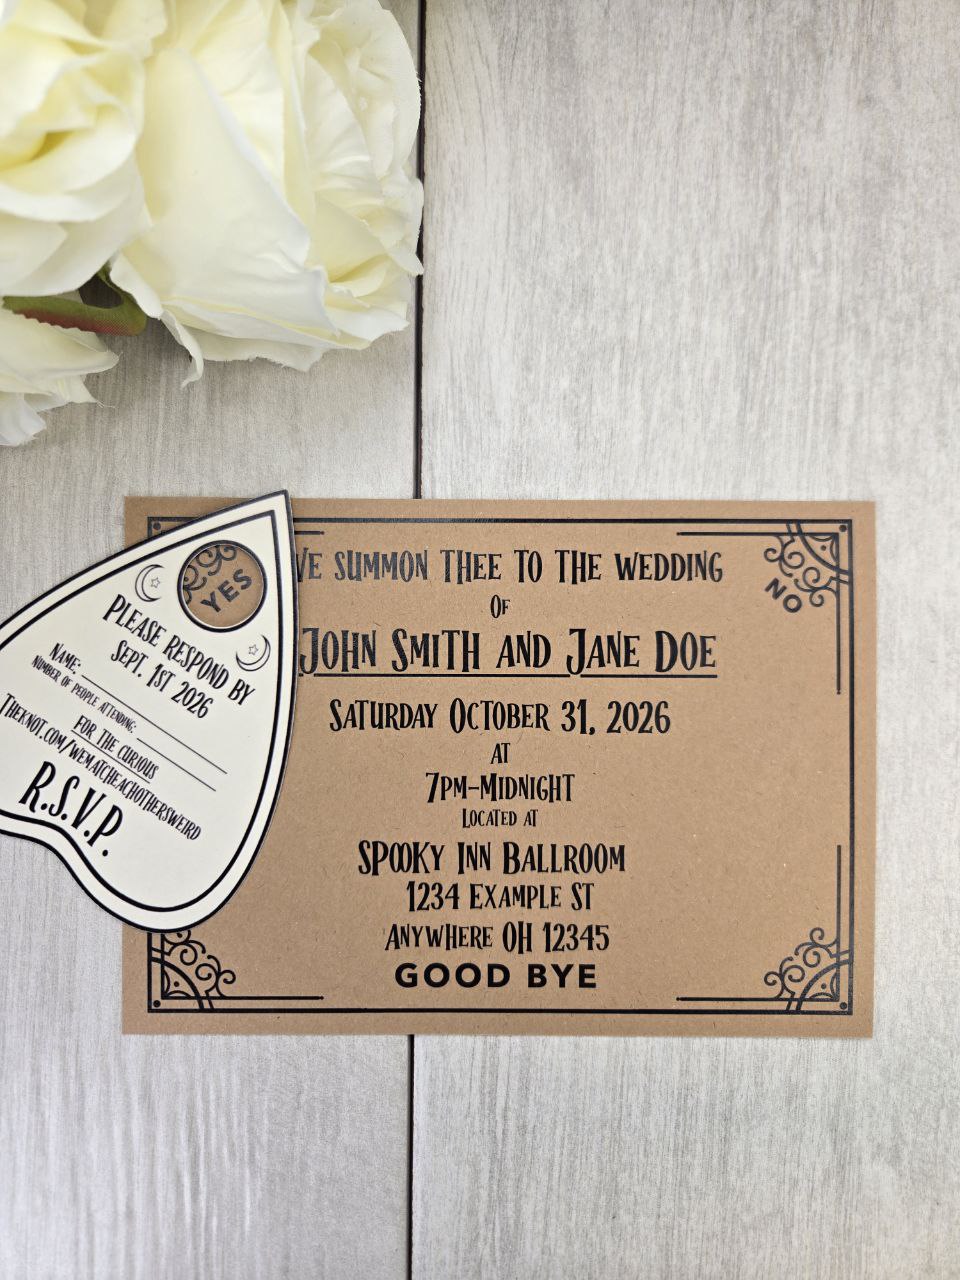 WE SUMMON THEE TO THE WEDDING
OF
JOHN SMITH AND JANE DOE
SATURDAY OCTOBER 31, 2026
AT
7PM-MIDNIGHT
LOCATED AT
SPOOKY INN BALLROOM
1234 EXAMPLE ST
ANYWHERE OH 12345
GOOD BYE
NO
YES
PLEASE RESPOND BY
SEPT. 1ST 2026
NAME:
NUMBER OF PEOPLE ATTENDING:
FOR THE CURIOUS
THEKNOT.COM/WEMATCHEACHOTHERSWEIRD
R.S.V.P.